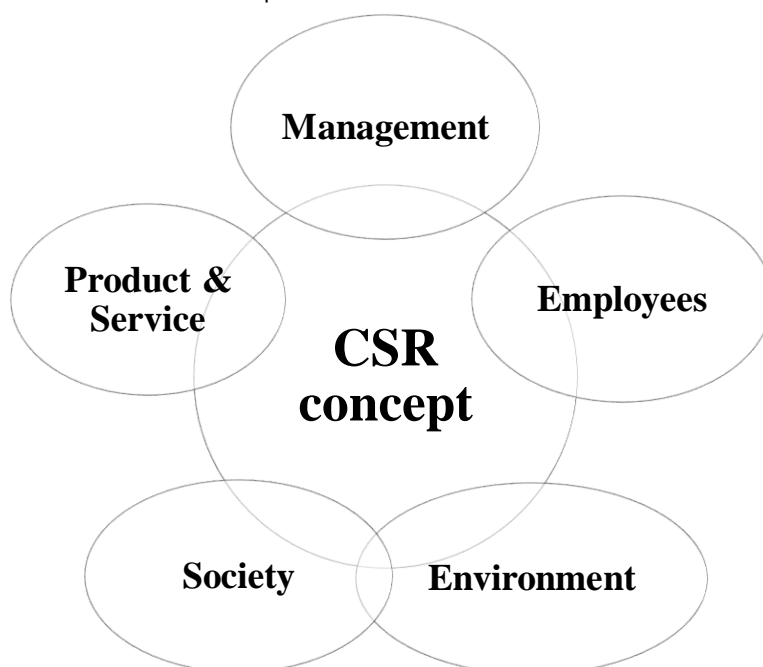 Management
Product &
Service
Employees
CSR
concept
Society
Environment